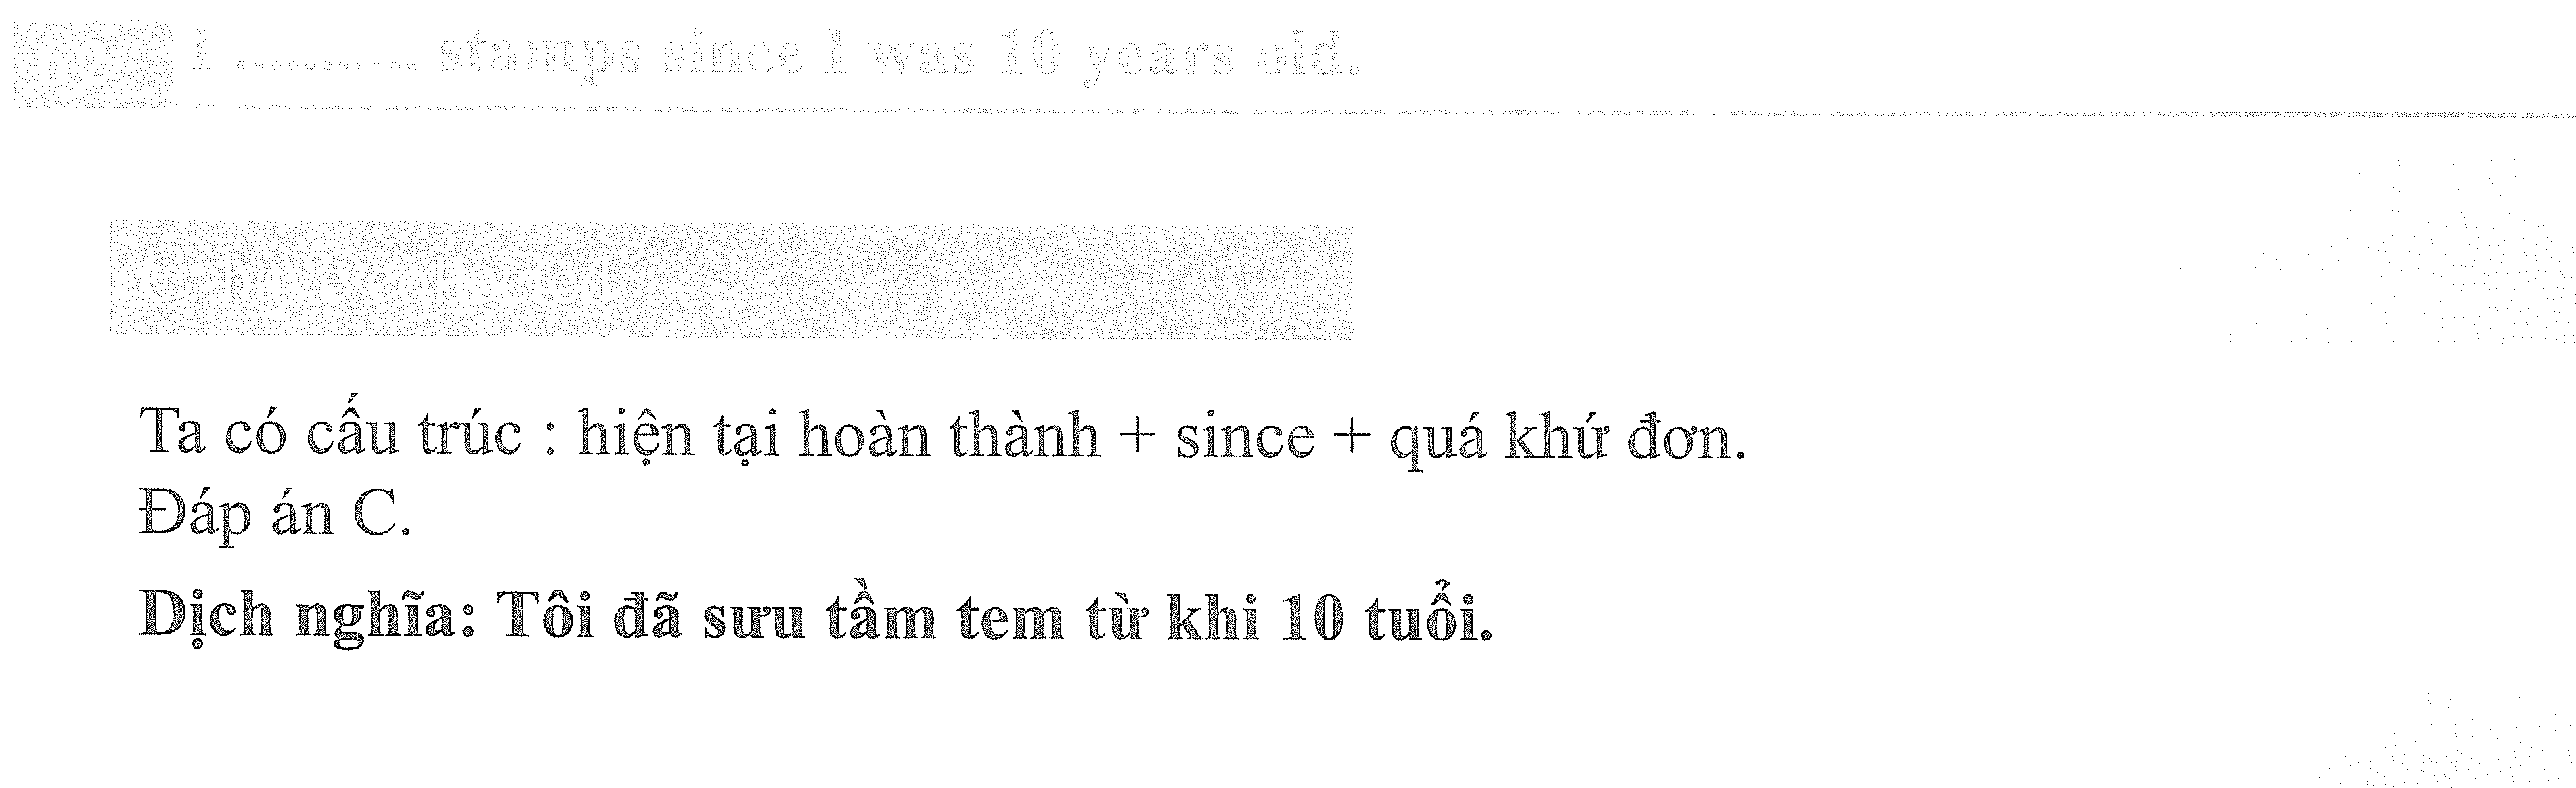 62 I ............ stamps since I was 10 years old.
C. have collected
Ta có cấu trúc : hiện tại hoàn thành + since + quá khứ đơn.
Đáp án C.
Dịch nghĩa: Tôi đã sưu tầm tem từ khi 10 tuổi.